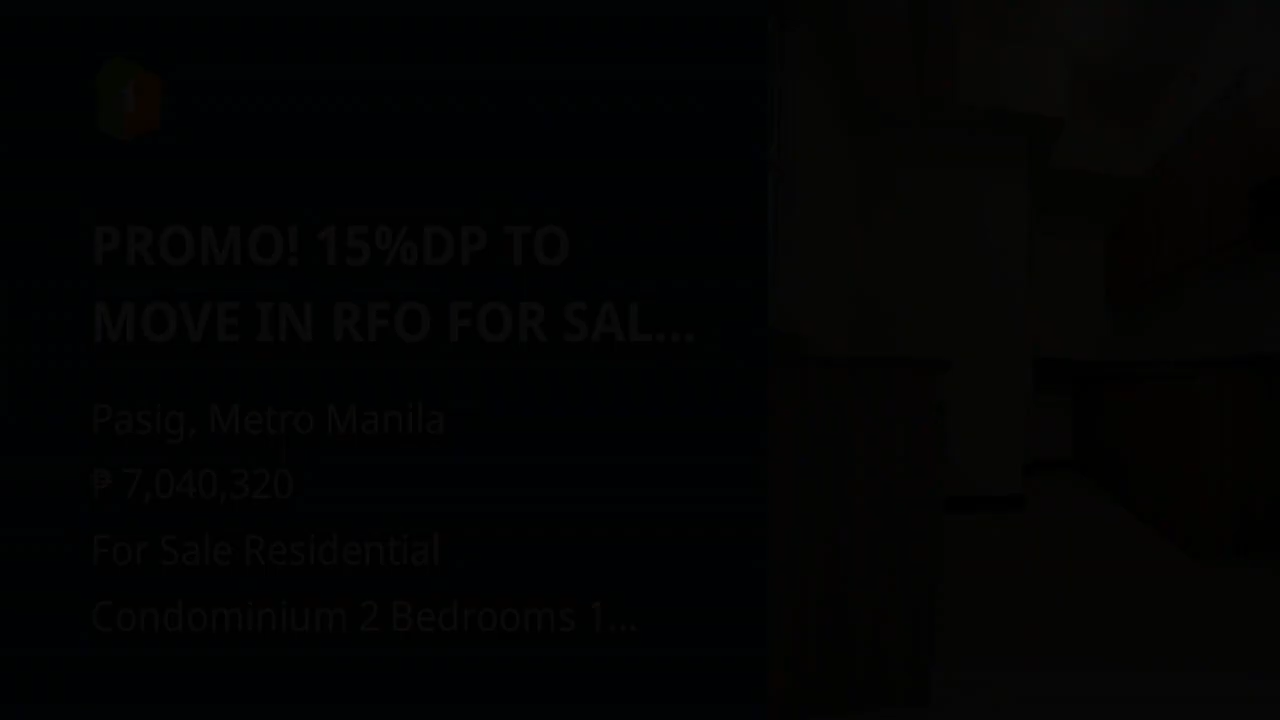 PROMO! 15%DP TO
MOVE IN RFO FOR SAL...
Pasig, Metro Manila
₱ 7,040,320
For Sale Residential
Condominium 2 Bedrooms 1...